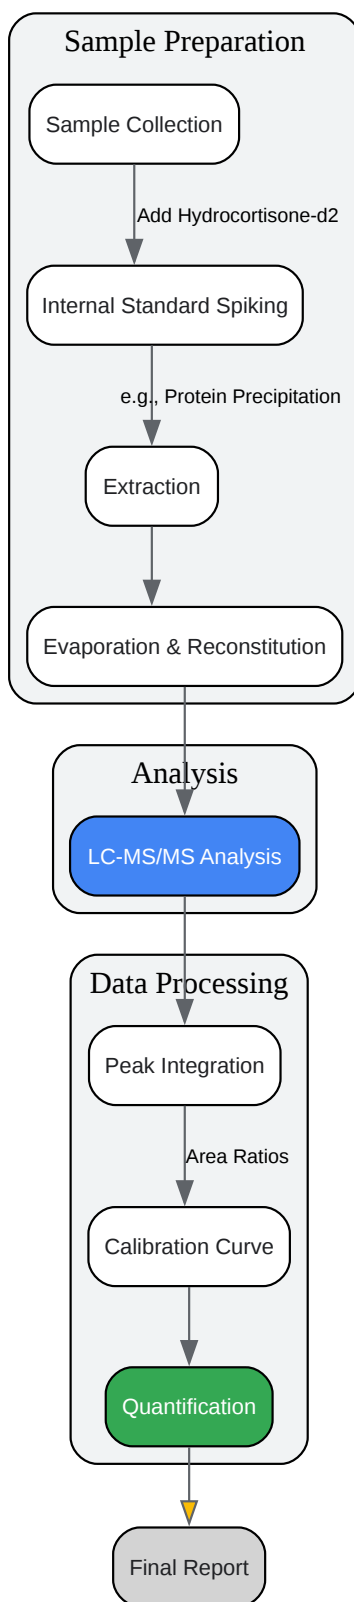 Sample Preparation
Sample Collection
Add Hydrocortisone-d2
Internal Standard Spiking
e.g., Protein Precipitation
Extraction
Evaporation & Reconstitution
Analysis
LC-MS/MS Analysis
Data Processing
Peak Integration
Area Ratios
Calibration Curve
Quantification
Final Report